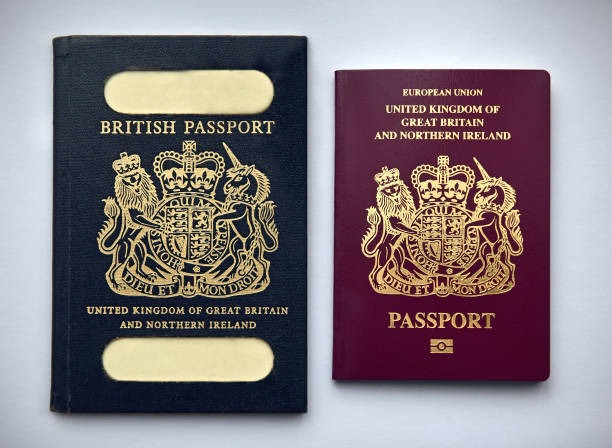 BRITISH PASSPORT
DIEU ET MON DROIT
UNITED KINGDOM OF GREAT BRITAIN
AND NORTHERN IRELAND
EUROPEAN UNION
UNITED KINGDOM OF
GREAT BRITAIN
AND NORTHERN IRELAND
DIEU ET MON DROIT
PASSPORT